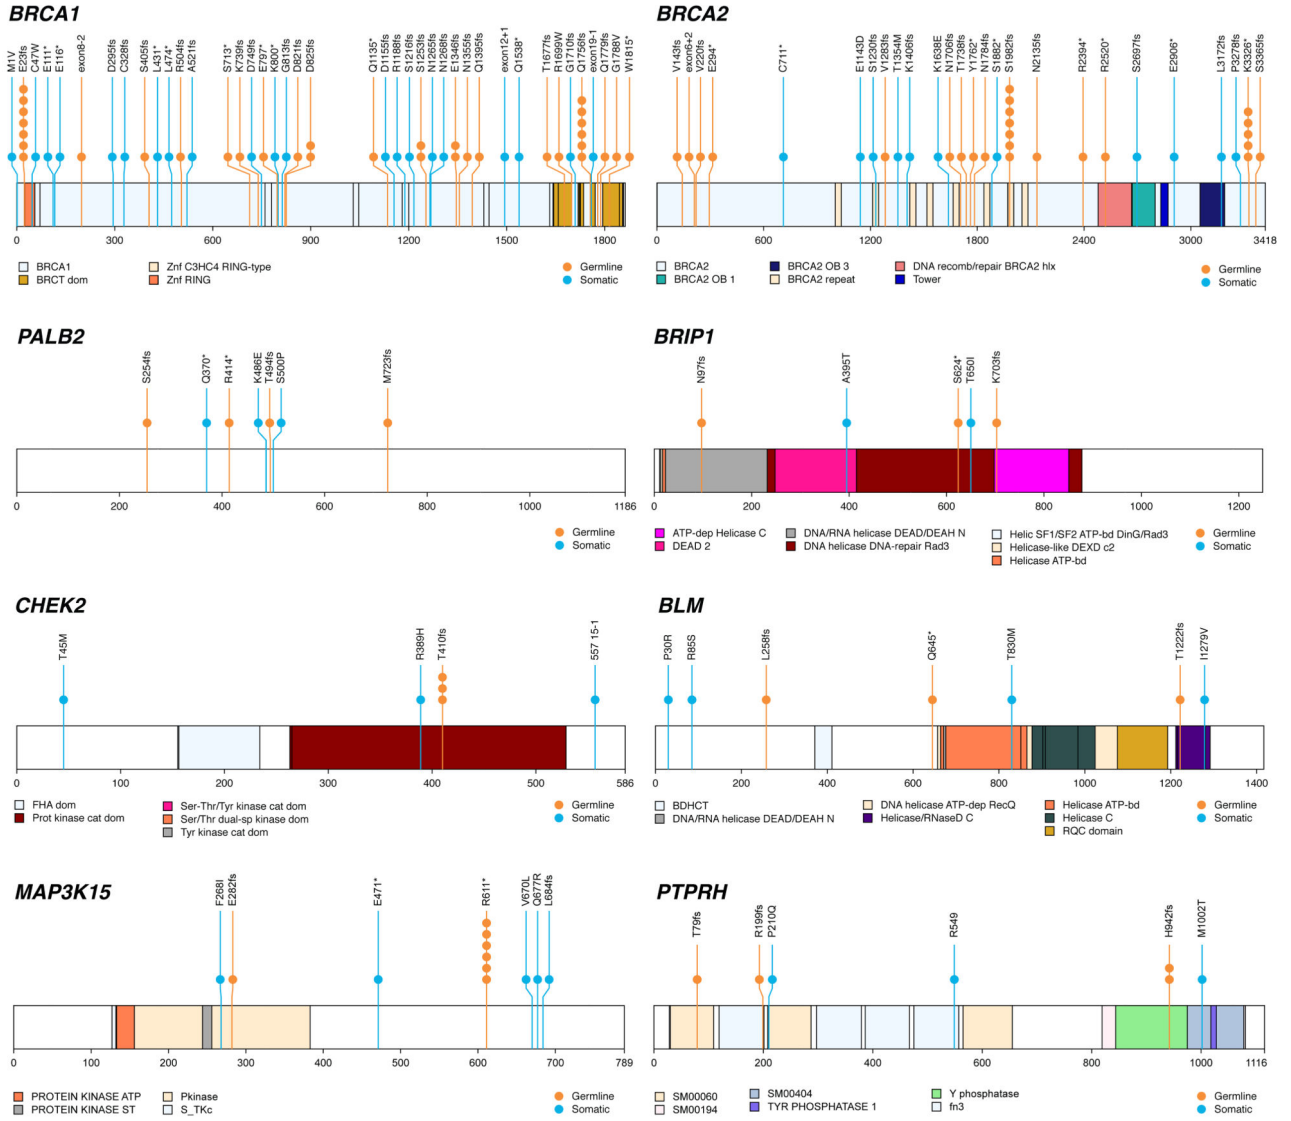 BRCA1
M1V E23fs C47W E111* E116* exon8-2 D295fs C328fs S405fs L431* L474* R504fs A521fs S713* K739fs D749fs E797* K800* G813fs D821fs D825fs Q1135* D1155fs R1188fs S1216fs S1253fs N1265fs N1268fs E1346fs N1355fs Q1395fs exon12+1 Q1538* T1677fs R1699W G1710fs Q1756fs exon19-1 Q1779fs G1788V W1815*
0 300 600 900 1200 1500 1800
BRCA1
BRCT dom
Znf C3HC4 RING-type
Znf RING
Germline
Somatic
BRCA2
V143fs exon6+2 V220fs E294* C711* E1143D S1230fs V1283fs T1354M K1406fs K1638E N1706fs T1738fs Y1762* N1784fs S1882* S1982fs N2135fs R2394* R2520* S2697fs E2906* L3172fs P3278fs K3326* S3365fs
0 600 1200 1800 2400 3000 3418
BRCA2
BRCA2 OB 1
BRCA2 OB 3
BRCA2 repeat
DNA recomb/repair BRCA2 hlx
Tower
Germline
Somatic
PALB2
S254fs Q370* R414* K486E T494fs S500P M723fs
0 200 400 600 800 1000 1186
Germline
Somatic
BRIP1
N97fs A395T S624* T650I K703fs
0 200 400 600 800 1000 1200
ATP-dep Helicase C
DEAD 2
DNA/RNA helicase DEAD/DEAH N
DNA helicase DNA-repair Rad3
Helic SF1/SF2 ATP-bd DinG/Rad3
Helicase-like DEXD c2
Helicase ATP-bd
Germline
Somatic
CHEK2
T45M R389H T410fs 557 15-1
0 100 200 300 400 500 586
FHA dom
Prot kinase cat dom
Ser-Thr/Tyr kinase cat dom
Ser/Thr dual-sp kinase dom
Tyr kinase cat dom
Germline
Somatic
BLM
P30R R85S L258fs Q645* T830M T1222fs I1279V
0 200 400 600 800 1000 1200 1400
BDHCT
DNA/RNA helicase DEAD/DEAH N
DNA helicase ATP-dep RecQ
Helicase/RNaseD C
Helicase ATP-bd
Helicase C
RQC domain
Germline
Somatic
MAP3K15
F268I E282fs E471* R611* V670L Q677R L684fs
0 100 200 300 400 500 600 700 789
PROTEIN KINASE ATP
PROTEIN KINASE ST
Pkinase
S_TKc
Germline
Somatic
PTPRH
T79fs R199fs P210Q R549 H942fs M1002T
0 200 400 600 800 1000 1116
SM00060
SM00194
SM00404
TYR PHOSPHATASE 1
Y phosphatase
fn3
Germline
Somatic